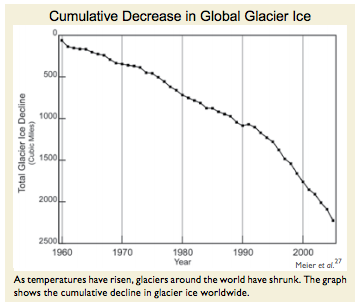 Cumulative Decrease in Global Glacier Ice
Total Glacier Ice Decline
(Cubic Miles)
0
500
1000
1500
2000
2500
1960
1970
1980
1990
2000
Year
Meier et al.27
As temperatures have risen, glaciers around the world have shrunk. The graph
shows the cumulative decline in glacier ice worldwide.